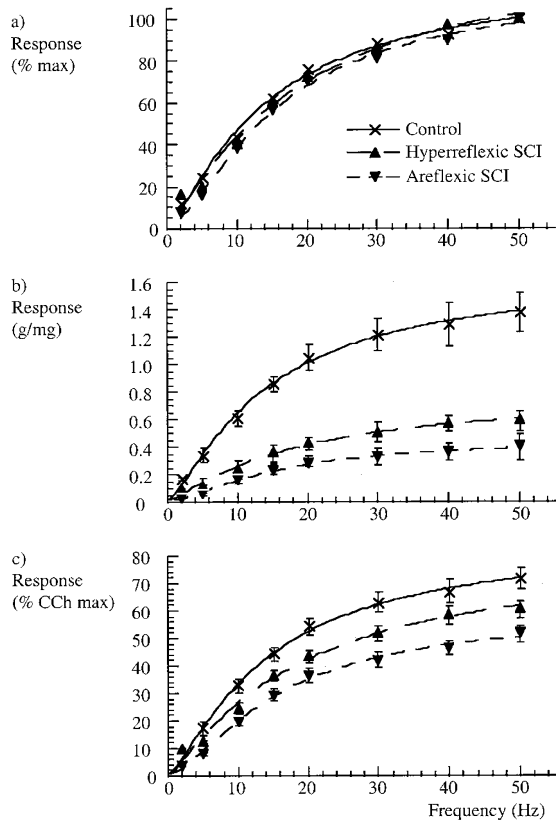 a)
Response
(% max)
100
80
60
40
20
0
Control
Hyperreflexic SCI
Areflexic SCI
0 10 20 30 40 50
b)
Response
(g/mg)
1.6
1.4
1.2
1.0
0.8
0.6
0.4
0.2
0
0 10 20 30 40 50
c)
Response
(% CCh max)
80
70
60
50
40
30
20
10
0
0 10 20 30 40 50
Frequency (Hz)